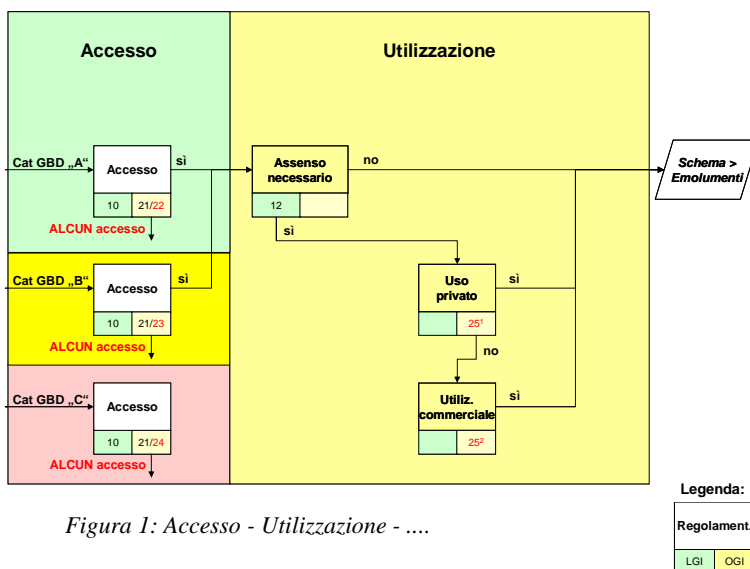 Accesso
Utilizzazione
Cat GBD „A“
Accesso
sì
10
21/22
ALCUN accesso
Assenso
necessario
no
12
sì
Schema >
Emolumenti
Cat GBD „B“
Accesso
sì
10
21/23
ALCUN accesso
Uso
privato
sì
25¹
no
Cat GBD „C“
Accesso
10
21/24
ALCUN accesso
Utiliz.
commerciale
sì
25²
Legenda:
Regolament.
LGI
OGI
Figura 1: Accesso - Utilizzazione - ....